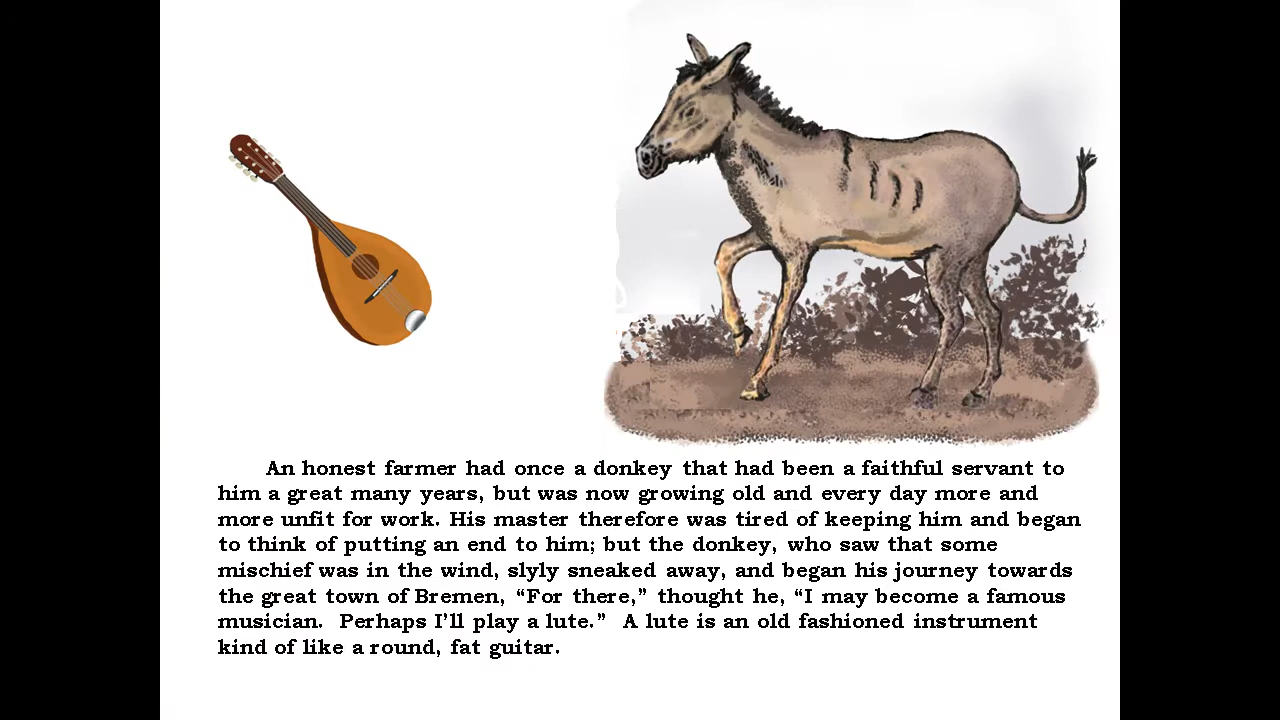 An honest farmer had once a donkey that had been a faithful servant to
him a great many years, but was now growing old and every day more and
more unfit for work. His master therefore was tired of keeping him and began
to think of putting an end to him; but the donkey, who saw that some
mischief was in the wind, slyly sneaked away, and began his journey towards
the great town of Bremen, “For there,” thought he, “I may become a famous
musician.  Perhaps I’ll play a lute.”  A lute is an old fashioned instrument
kind of like a round, fat guitar.